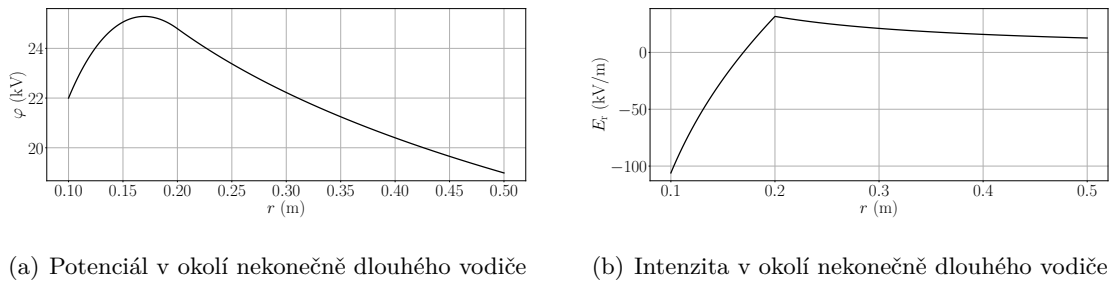 24
22
20
φ (kV)
0.10 0.15 0.20 0.25 0.30 0.35 0.40 0.45 0.50
r (m)
(a) Potenciál v okolí nekonečně dlouhého vodiče
0
−50
−100
E_r (kV/m)
0.1 0.2 0.3 0.4 0.5
r (m)
(b) Intenzita v okolí nekonečně dlouhého vodiče